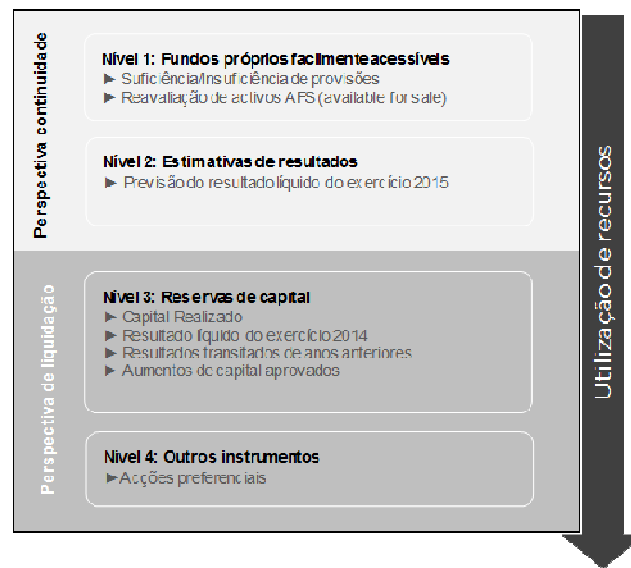 Perspectiva continuidade
Nível 1: Fundos próprios facilmente acessíveis
► Suficiência/Insuficiência de provisões
► Reavaliação de activos AFS (available for sale)
Nível 2: Estimativas de resultados
► Previsão do resultado líquido do exercício 2015
Perspectiva de liquidação
Nível 3: Reservas de capital
► Capital Realizado
► Resultado líquido do exercício 2014
► Resultados transitados de anos anteriores
► Aumentos de capital aprovados
Nível 4: Outros instrumentos
►Acções preferenciais
Utilização de recursos